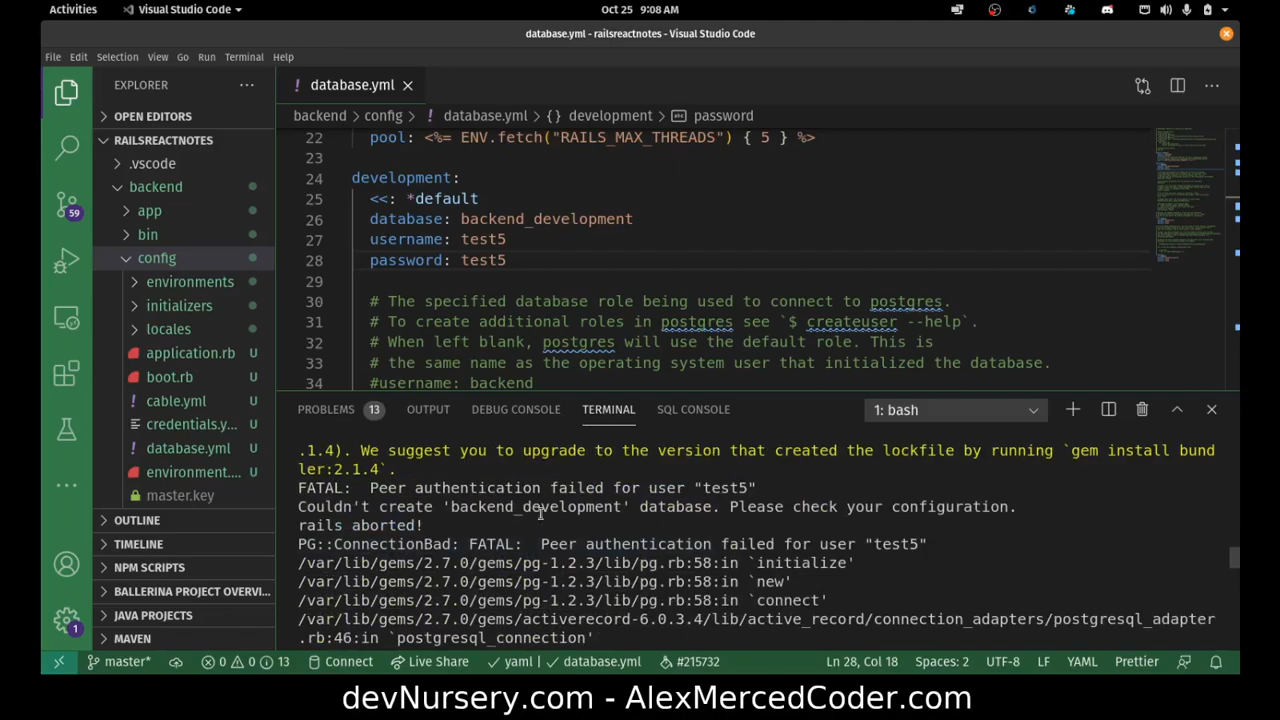 Activities
Visual Studio Code
Oct 25 9:08 AM
database.yml - railsreactnotes - Visual Studio Code
File Edit Selection View Go Run Terminal Help
EXPLORER
OPEN EDITORS
RAILSREACTNOTES
.vscode
backend
app
bin
config
environments
initializers
locales
application.rb U
boot.rb U
cable.yml U
credentials.y... U
database.yml U
environment.... U
master.key
OUTLINE
TIMELINE
NPM SCRIPTS
BALLERINA PROJECT OVERVI...
JAVA PROJECTS
MAVEN
59
1
! database.yml
backend > config > ! database.yml > {} development > abc password
22 pool: <%= ENV.fetch("RAILS_MAX_THREADS") { 5 } %>
23
24 development:
25 <<: *default
26 database: backend_development
27 username: test5
28 password: test5
29
30 # The specified database role being used to connect to postgres.
31 # To create additional roles in postgres see `$ createuser --help`.
32 # When left blank, postgres will use the default role. This is
33 # the same name as the operating system user that initialized the database.
34 #username: backend
PROBLEMS 13 OUTPUT DEBUG CONSOLE TERMINAL SQL CONSOLE 1: bash
.1.4). We suggest you to upgrade to the version that created the lockfile by running `gem install bund
ler:2.1.4`.
FATAL: Peer authentication failed for user "test5"
Couldn't create 'backend_development' database. Please check your configuration.
rails aborted!
PG::ConnectionBad: FATAL: Peer authentication failed for user "test5"
/var/lib/gems/2.7.0/gems/pg-1.2.3/lib/pg.rb:58:in `initialize'
/var/lib/gems/2.7.0/gems/pg-1.2.3/lib/pg.rb:58:in `new'
/var/lib/gems/2.7.0/gems/pg-1.2.3/lib/pg.rb:58:in `connect'
/var/lib/gems/2.7.0/gems/activerecord-6.0.3.4/lib/active_record/connection_adapters/postgresql_adapter
.rb:46:in `postgresql_connection'
master* 0 0 13 Connect Live Share yaml | database.yml #215732 Ln 28, Col 18 Spaces: 2 UTF-8 LF YAML Prettier
devNursery.com - AlexMercedCoder.com